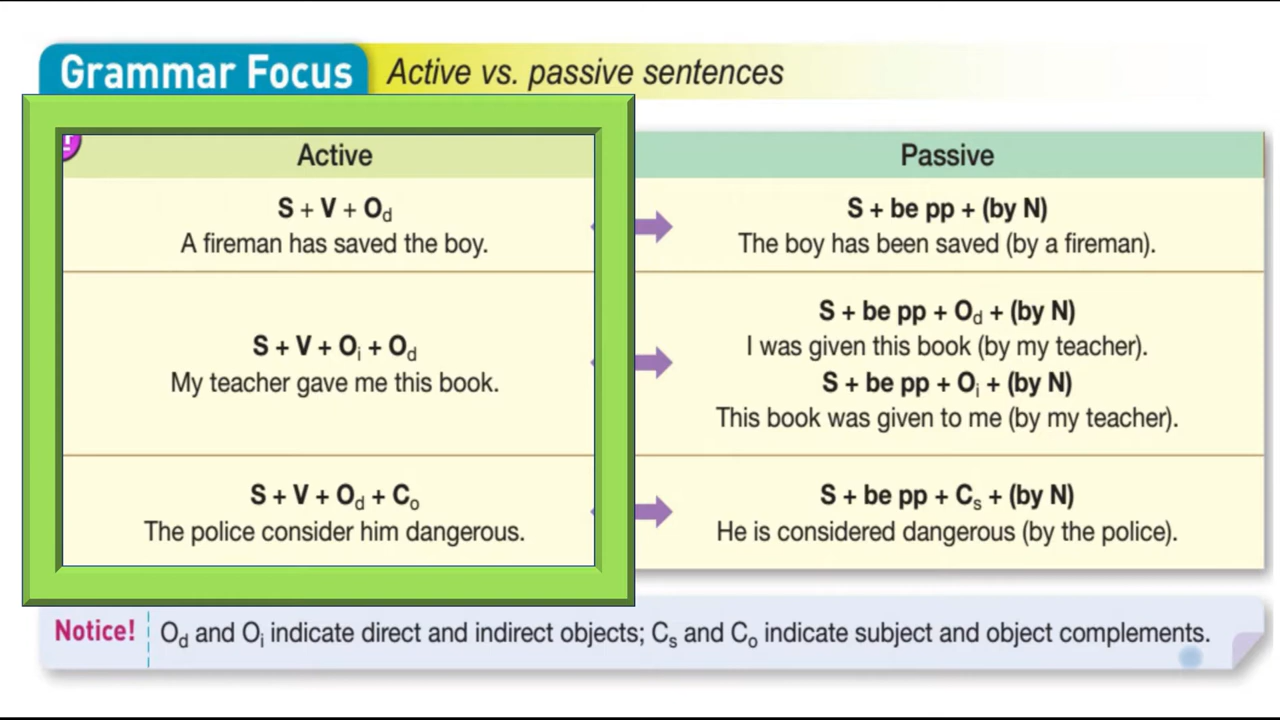 Grammar Focus Active vs. passive sentences
Active Passive
S + V + Od
A fireman has saved the boy.
S + be pp + (by N)
The boy has been saved (by a fireman).
S + V + Oi + Od
My teacher gave me this book.
S + be pp + Od + (by N)
I was given this book (by my teacher).
S + be pp + Oi + (by N)
This book was given to me (by my teacher).
S + V + Od + Co
The police consider him dangerous.
S + be pp + Cs + (by N)
He is considered dangerous (by the police).
Notice! Od and Oi indicate direct and indirect objects; Cs and Co indicate subject and object complements.